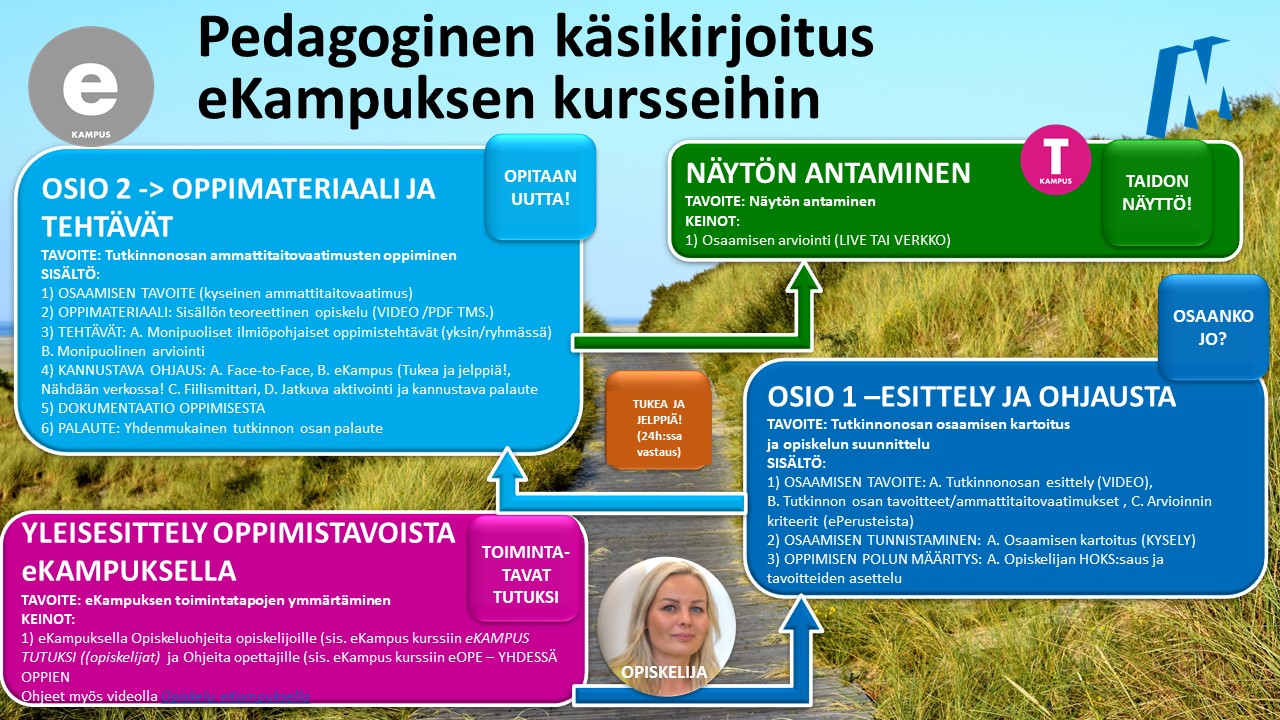 Pedagoginen käsikirjoitus
eKampuksen kursseihin
e
KAMPUS
OSIO 2 -> OPPIMATERIAALI JA
TEHTÄVÄT
OPITAAN
UUTTA!
TAVOITE: Tutkinnonosan ammattitaitovaatimusten oppiminen
SISÄLTÖ:
1) OSAAMISEN TAVOITE (kyseinen ammattitaitovaatimus)
2) OPPIMATERIAALI: Sisällön teoreettinen opiskelu (VIDEO /PDF TMS.)
3) TEHTÄVÄT: A. Monipuoliset ilmiöpohjaiset oppimistehtävät (yksin/ryhmässä)
B. Monipuolinen arviointi
4) KANNUSTAVA OHJAUS: A. Face-to-Face, B. eKampus (Tukea ja jelppiä!,
Nähdään verkossa! C. Fiilismittari, D. Jatkuva aktivointi ja kannustava palaute
5) DOKUMENTAATIO OPPIMISESTA
6) PALAUTE: Yhdenmukainen tutkinnon osan palaute
NÄYTÖN ANTAMINEN
T
KAMPUS
TAIDON
NÄYTTÖ!
TAVOITE: Näytön antaminen
KEINOT:
1) Osaamisen arviointi (LIVE TAI VERKKO)
OSAANKO
JO?
TUKEA JA
JELPPIÄ!
(24h:ssa
vastaus)
OSIO 1 –ESITTELY JA OHJAUSTA
TAVOITE: Tutkinnonosan osaamisen kartoitus
ja opiskelun suunnittelu
SISÄLTÖ:
1) OSAAMISEN TAVOITE: A. Tutkinnonosan esittely (VIDEO),
B. Tutkinnon osan tavoitteet/ammattitaitovaatimukset , C. Arvioinnin
kriteerit (ePerusteista)
2) OSAAMISEN TUNNISTAMINEN: A. Osaamisen kartoitus (KYSELY)
3) OPPIMISEN POLUN MÄÄRITYS: A. Opiskelijan HOKS:saus ja
tavoitteiden asettelu
YLEISESITTELY OPPIMISTAVOISTA
eKAMPUKSELLA
TOIMINTA-
TAVAT
TUTUKSI
TAVOITE: eKampuksen toimintatapojen ymmärtäminen
KEINOT:
1) eKampuksella Opiskeluohjeita opiskelijoille (sis. eKampus kurssiin eKAMPUS
TUTUKSI ((opiskelijat) ja Ohjeita opettajille (sis. eKampus kurssiin eOPE – YHDESSÄ
OPPIEN
Ohjeet myös videolla Opiskelu eKampuksella
OPISKELIJA